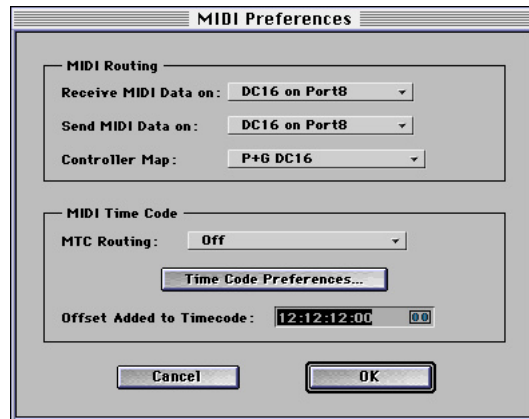 MIDI Preferences
MIDI Routing
Receive MIDI Data on: DC16 on Port8
Send MIDI Data on: DC16 on Port8
Controller Map: P+G DC16
MIDI Time Code
MTC Routing: Off
Time Code Preferences...
Offset Added to Timecode: 12:12:12:00 00
Cancel OK